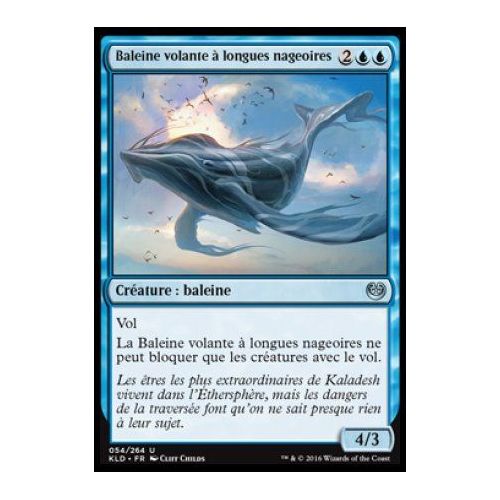 Baleine volante à longues nageoires 2
Créature : baleine
Vol
La Baleine volante à longues nageoires ne
peut bloquer que les créatures avec le vol.
Les êtres les plus extraordinaires de Kaladesh
vivent dans l'Éthersphère, mais les dangers
de la traversée font qu'on ne sait presque rien
à leur sujet.
4/3
054/264 U
KLD • FR Cliff Childs
™ & © 2016 Wizards of the Coast